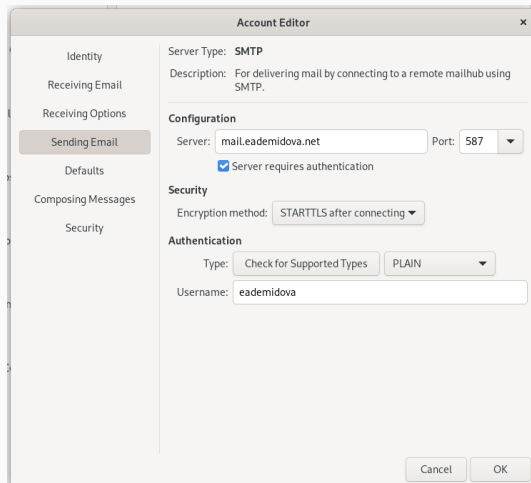 Account Editor
×
Identity
Receiving Email
Receiving Options
Sending Email
Defaults
Composing Messages
Security
Server Type: SMTP
Description: For delivering mail by connecting to a remote mailhub using
SMTP.
Configuration
Server: mail.eademidova.net Port: 587
Server requires authentication
Security
Encryption method: STARTTLS after connecting
Authentication
Type: Check for Supported Types PLAIN
Username: eademidova
Cancel OK